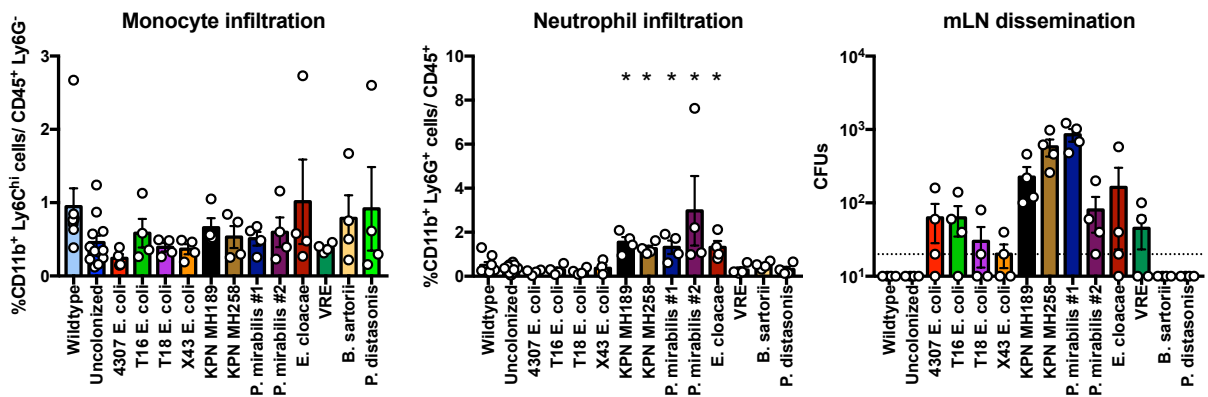 Monocyte infiltration
%CD11b⁺ Ly6Cʰⁱ cells/ CD45⁺ Ly6G⁻
3
2
1
0
Wildtype
Uncolonized
4307 E. coli
T16 E. coli
T18 E. coli
X43 E. coli
KPN MH189
KPN MH258
P. mirabilis #1
P. mirabilis #2
E. cloacae
VRE
B. sartorii
P. distasonis
Neutrophil infiltration
%CD11b⁺ Ly6G⁺ cells/ CD45⁺
10
8
6
4
2
0
* * * * *
Wildtype
Uncolonized
4307 E. coli
T16 E. coli
T18 E. coli
X43 E. coli
KPN MH189
KPN MH258
P. mirabilis #1
P. mirabilis #2
E. cloacae
VRE
B. sartorii
P. distasonis
mLN dissemination
CFUs
10⁴
10³
10²
10¹
Wildtype
Uncolonized
4307 E. coli
T16 E. coli
T18 E. coli
X43 E. coli
KPN MH189
KPN MH258
P. mirabilis #1
P. mirabilis #2
E. cloacae
VRE
B. sartorii
P. distasonis